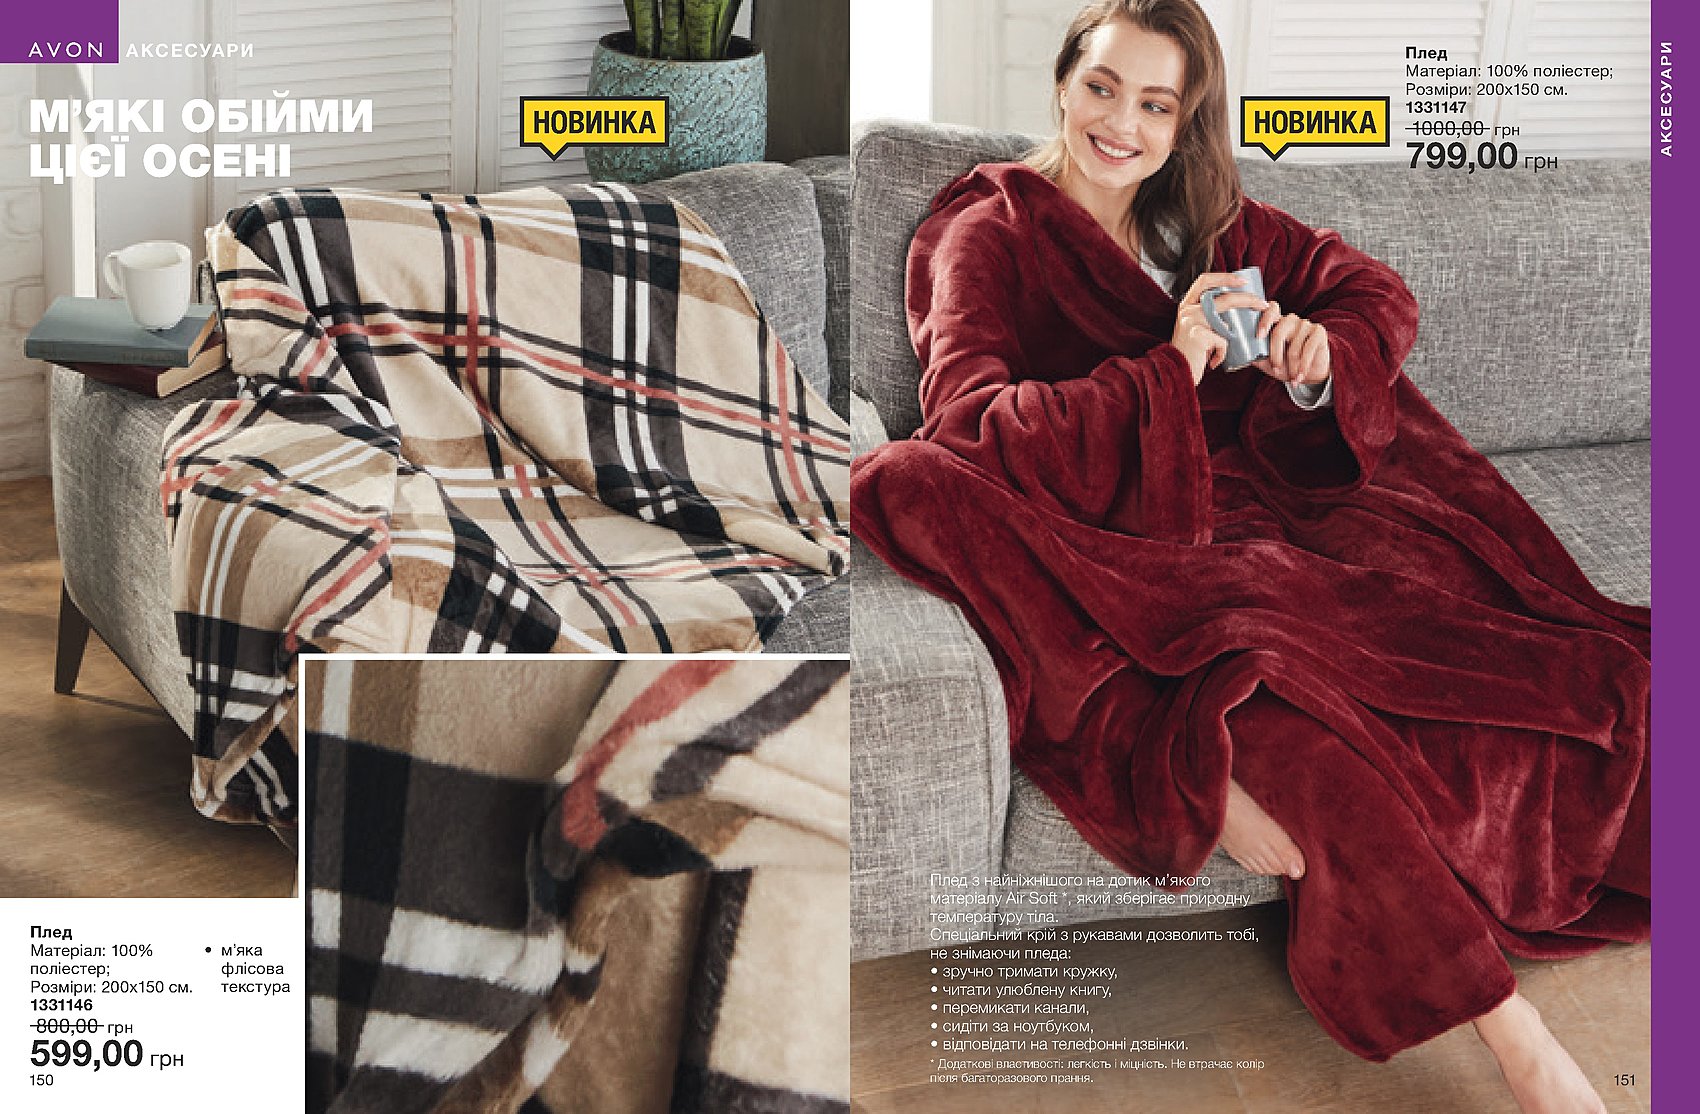 AVON АКСЕСУАРИ
М'ЯКІ ОБІЙМИ
ЦІЄЇ ОСЕНІ
НОВИНКА
Плед
Матеріал: 100%
поліестер;
Розміри: 200x150 см.
1331146
800,00 грн
599,00 грн
• м'яка
флісова
текстура
150
НОВИНКА
Плед
Матеріал: 100% поліестер;
Розміри: 200x150 см.
1331147
1000,00 грн
799,00 грн
АКСЕСУАРИ
Плед з найніжнішого на дотик м'якого
матеріалу Air Soft *, який зберігає природну
температуру тіла.
Спеціальний крій з рукавами дозволить тобі,
не знімаючи пледа:
• зручно тримати кружку,
• читати улюблену книгу,
• перемикати канали,
• сидіти за ноутбуком,
• відповідати на телефонні дзвінки.
* Додаткові властивості: легкість і міцність. Не втрачає колір
після багаторазового прання.
151